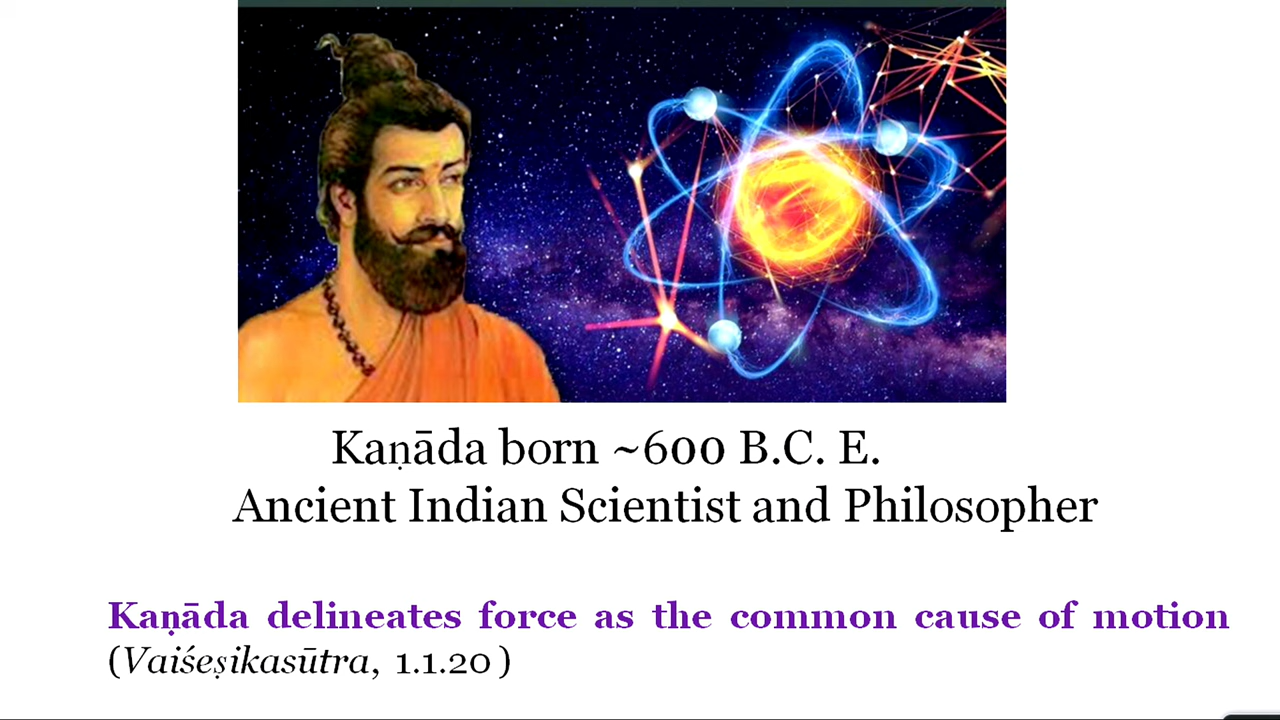 Kaṇāda born ~600 B.C. E.
Ancient Indian Scientist and Philosopher
Kaṇāda delineates force as the common cause of motion
(Vaiśeṣikasūtra, 1.1.20 )